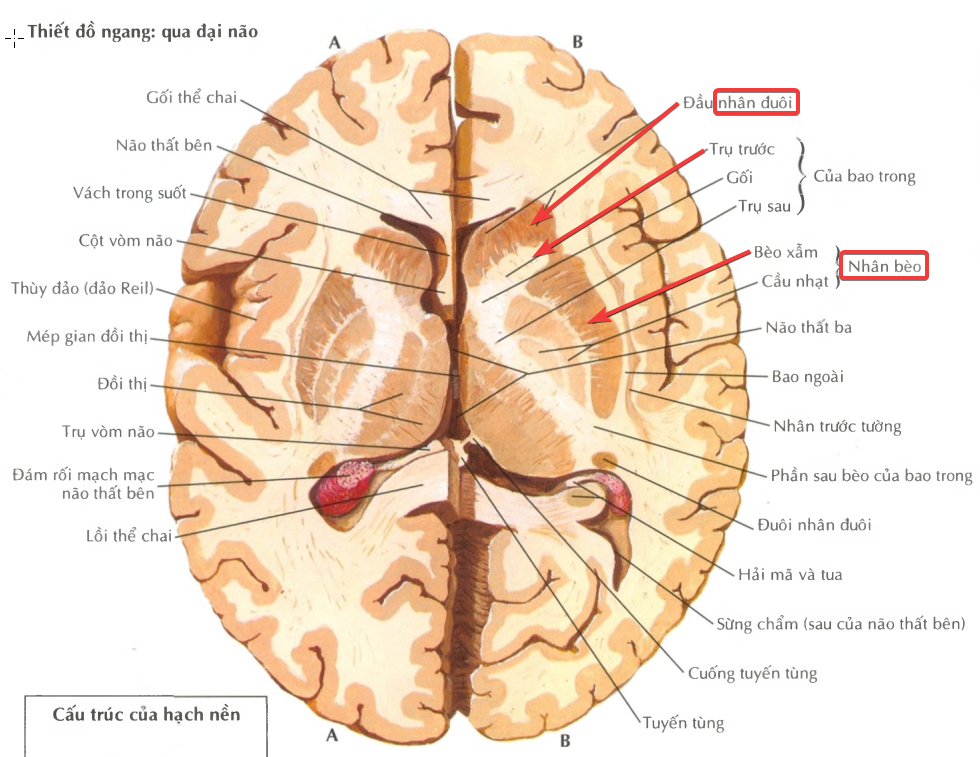 Thiết đồ ngang: qua đại não
A
B
Gối thể chai
Đầu nhân đuôi
Não thất bên
Trụ trước
Vách trong suốt
Gối
Của bao trong
Trụ sau
Cột vòm não
Bèo xẫm
Nhân bèo
Cầu nhạt
Thùy đảo (đảo Reil)
Não thất ba
Mép gian đồi thị
Bao ngoài
Đồi thị
Nhân trước tường
Trụ vòm não
Đám rối mạch mạc
não thất bên
Phần sau bèo của bao trong
Đuôi nhân đuôi
Lồi thể chai
Hải mã và tua
Sừng chẩm (sau của não thất bên)
Cuống tuyến tùng
Tuyến tùng
Cấu trúc của hạch nền
A
B